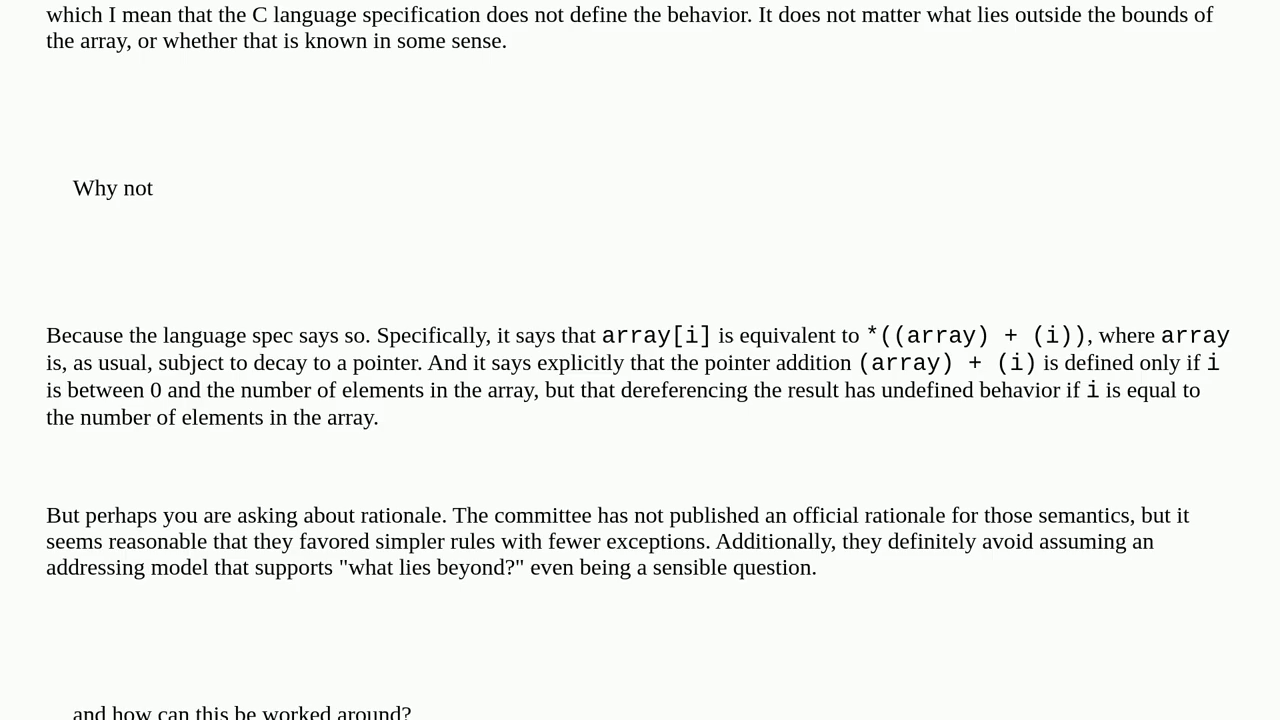 which I mean that the C language specification does not define the behavior. It does not matter what lies outside the bounds of
the array, or whether that is known in some sense.
Why not
Because the language spec says so. Specifically, it says that array[i] is equivalent to *((array) + (i)), where array
is, as usual, subject to decay to a pointer. And it says explicitly that the pointer addition (array) + (i) is defined only if i
is between 0 and the number of elements in the array, but that dereferencing the result has undefined behavior if i is equal to
the number of elements in the array.
But perhaps you are asking about rationale. The committee has not published an official rationale for those semantics, but it
seems reasonable that they favored simpler rules with fewer exceptions. Additionally, they definitely avoid assuming an
addressing model that supports "what lies beyond?" even being a sensible question.
and how can this be worked around?